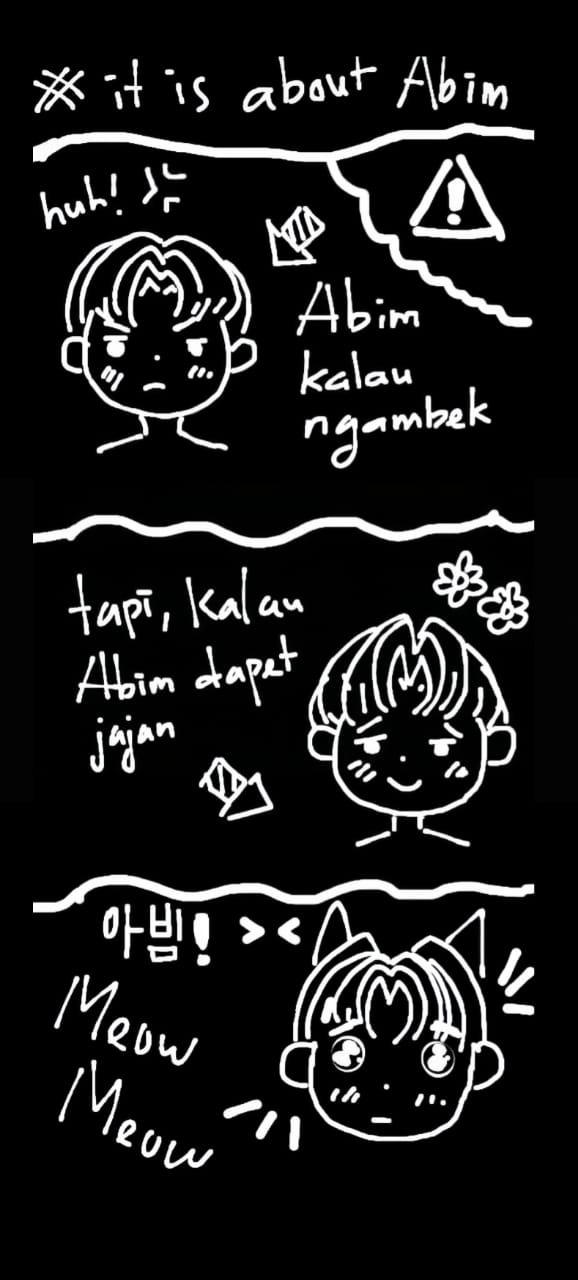 ※ it is about Abim
huh!
!
Abim
kalau
ngambek
tapi, kalau
Abim dapet
jajan
아빔! > <
Meow
Meow